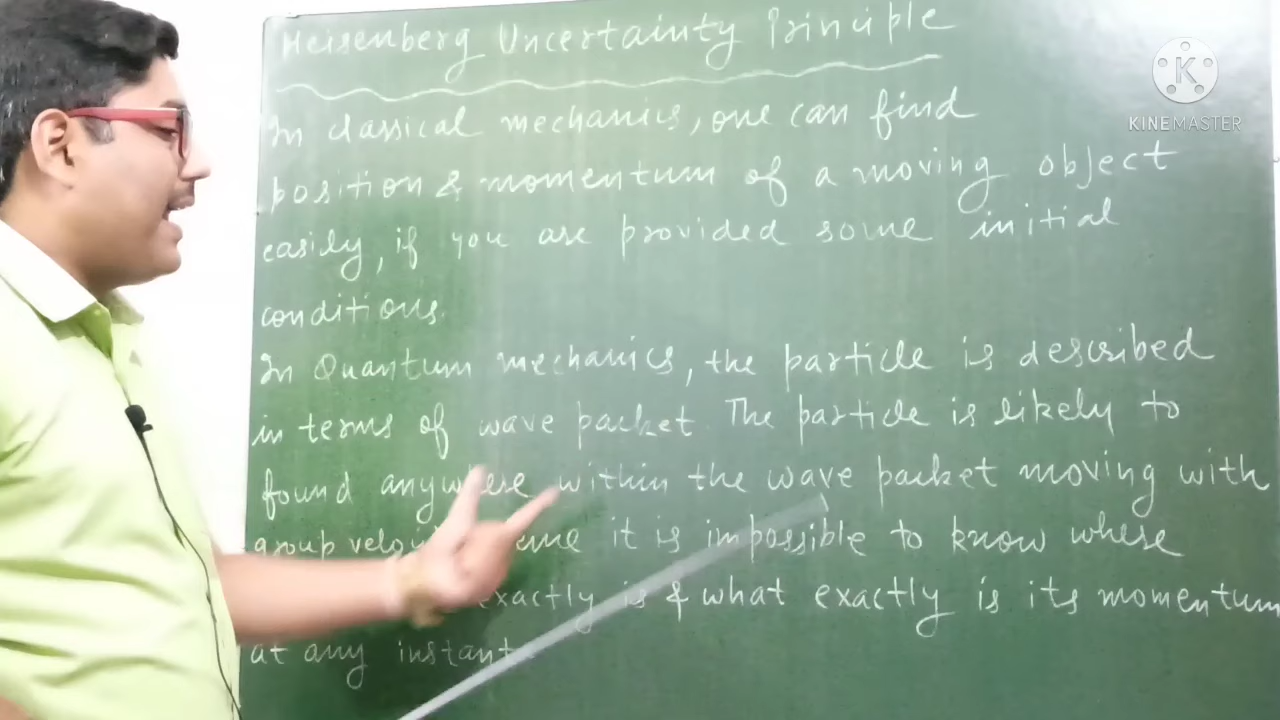 Heisenberg Uncertainty Principle
KINEMASTER
In classical mechanics, one can find
position & momentum of a moving object
easily, if you are provided some initial
conditions.
In Quantum mechanics, the particle is described
in terms of wave packet. The particle is likely to
found anywhere within the wave packet moving with
group it is impossible to know where
exactly is & what exactly is its momentum
at any instant